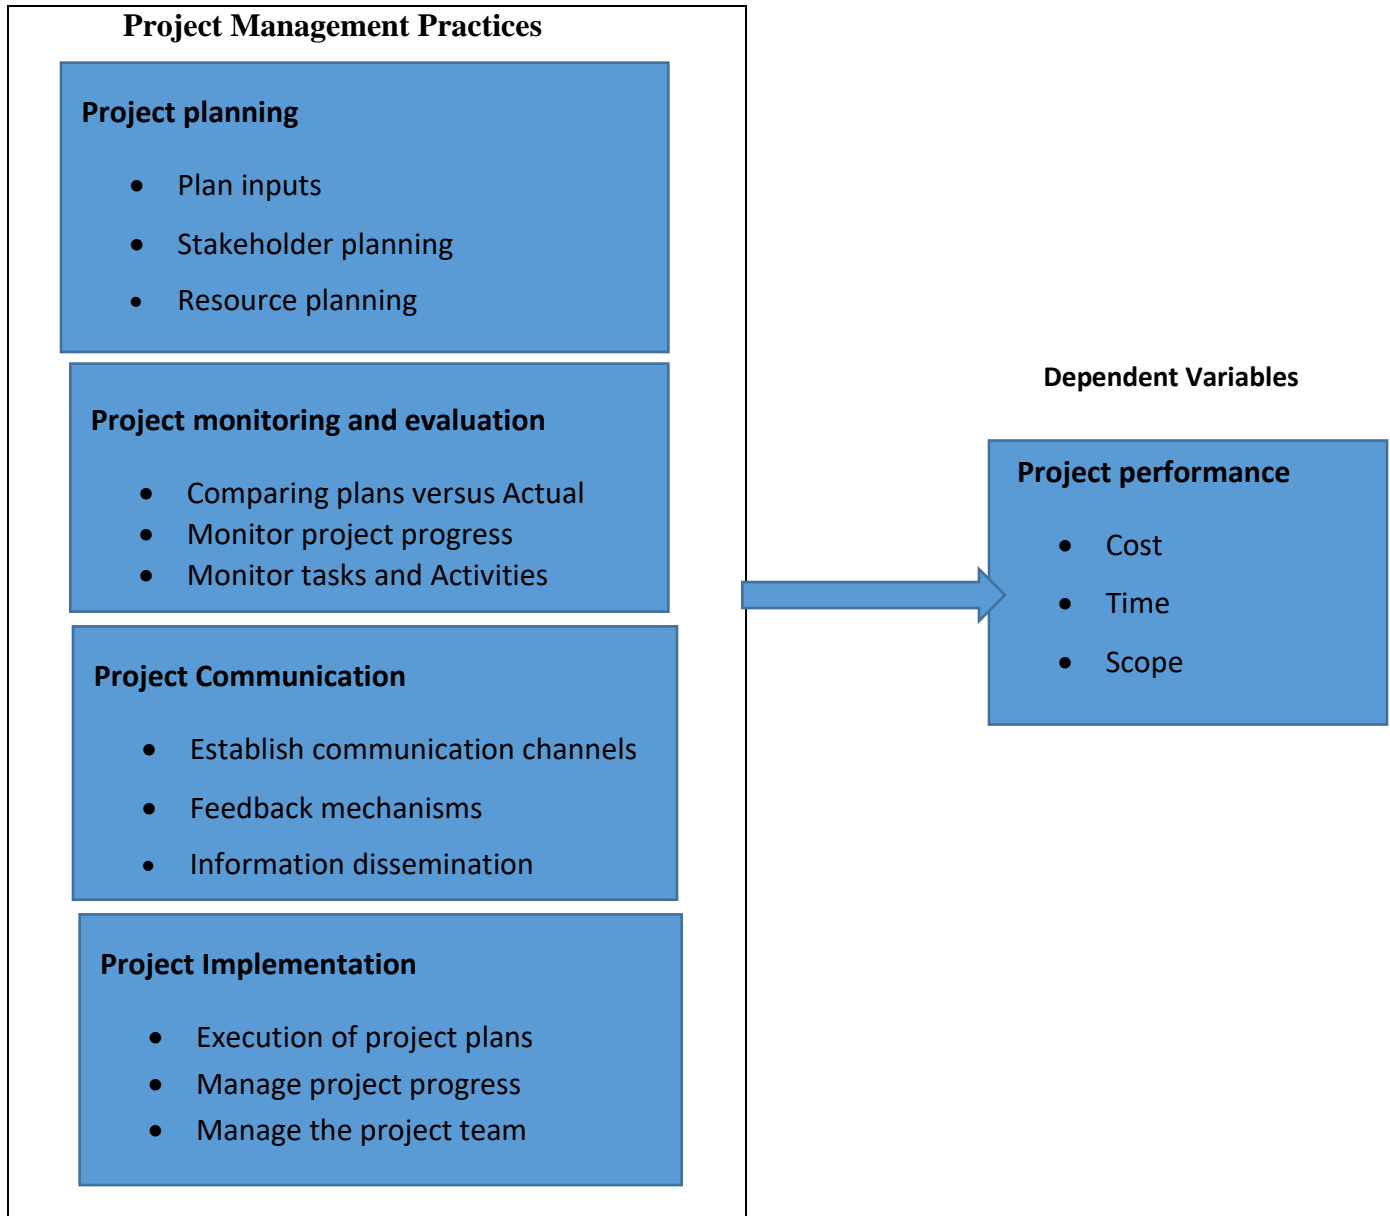 Project Management Practices
Project planning
• Plan inputs
• Stakeholder planning
• Resource planning
Project monitoring and evaluation
• Comparing plans versus Actual
• Monitor project progress
• Monitor tasks and Activities
Project Communication
• Establish communication channels
• Feedback mechanisms
• Information dissemination
Project Implementation
• Execution of project plans
• Manage project progress
• Manage the project team
Dependent Variables
Project performance
• Cost
• Time
• Scope